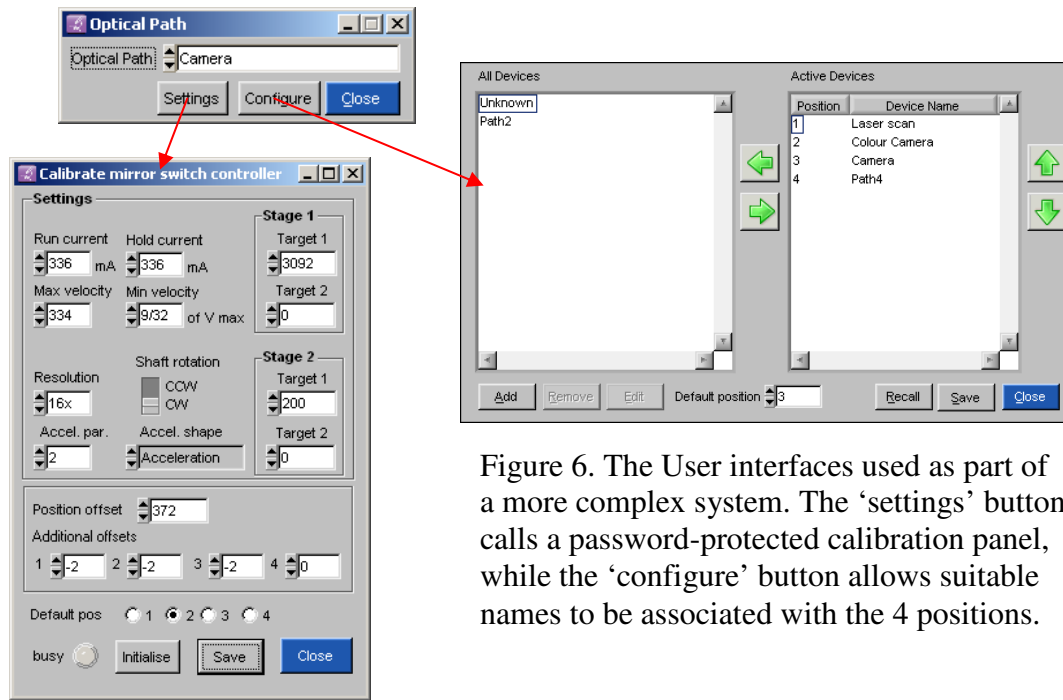 Optical Path
Optical Path Camera
Settings Configure Close
Calibrate mirror switch controller
Settings
Stage 1
Run current Hold current Target 1
336 mA 336 mA 3092
Max velocity Min velocity Target 2
334 9/32 of V max 0
Stage 2
Resolution Shaft rotation Target 1
16x CCW CW 200
Accel. par. Accel. shape Target 2
2 Acceleration 0
Position offset 372
Additional offsets
1 -2 2 -2 3 -2 4 0
Default pos 1 2 3 4
busy Initialise Save Close
All Devices
Unknown
Path2
Active Devices
Position Device Name
1 Laser scan
2 Colour Camera
3 Camera
4 Path4
Add Remove Edit Default position 3 Recall Save Close
Figure 6. The User interfaces used as part of
a more complex system. The ‘settings’ button
calls a password-protected calibration panel,
while the ‘configure’ button allows suitable
names to be associated with the 4 positions.